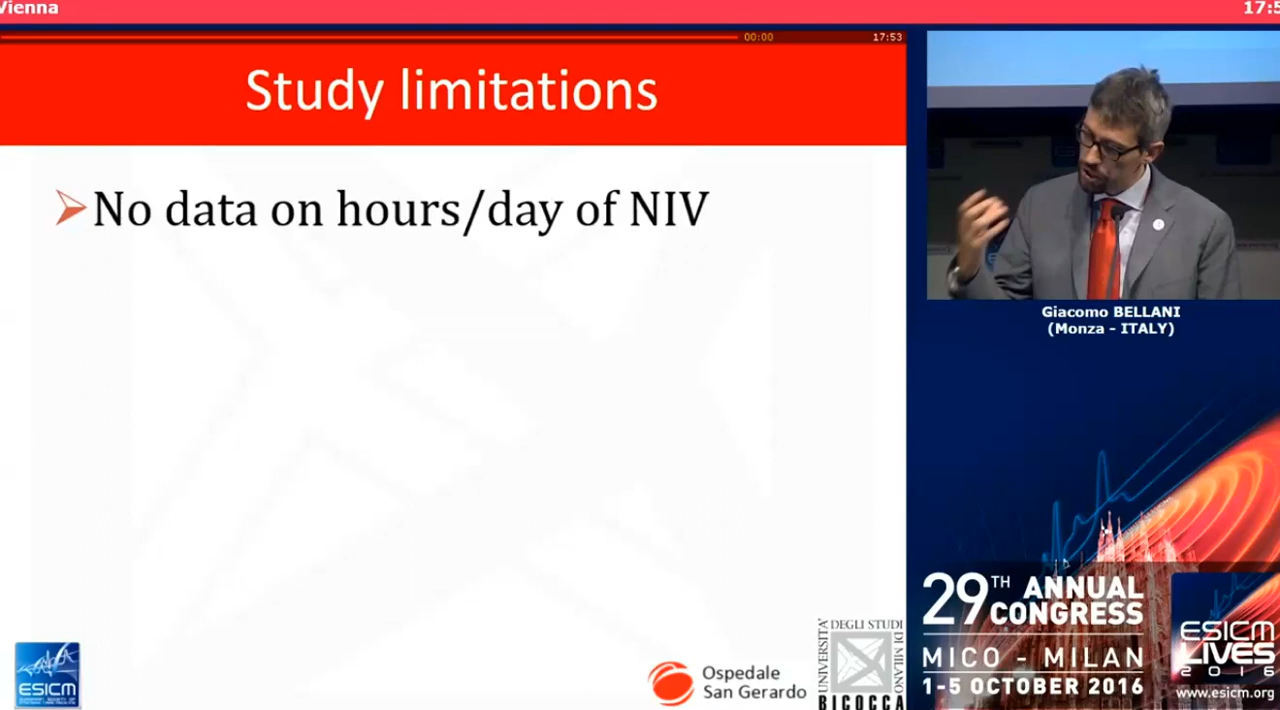 Vienna
17:5
00:00
17:53
Study limitations
No data on hours/day of NIV
Giacomo BELLANI
(Monza - ITALY)
29TH ANNUAL
CONGRESS
MICO - MILAN
1-5 OCTOBER 2016
ESICM
LIVES
2016
www.esicm.org
ESICM
Ospedale
San Gerardo
UNIVERSITA'
DEGLI STUDI
DI MILANO
BICOCCA